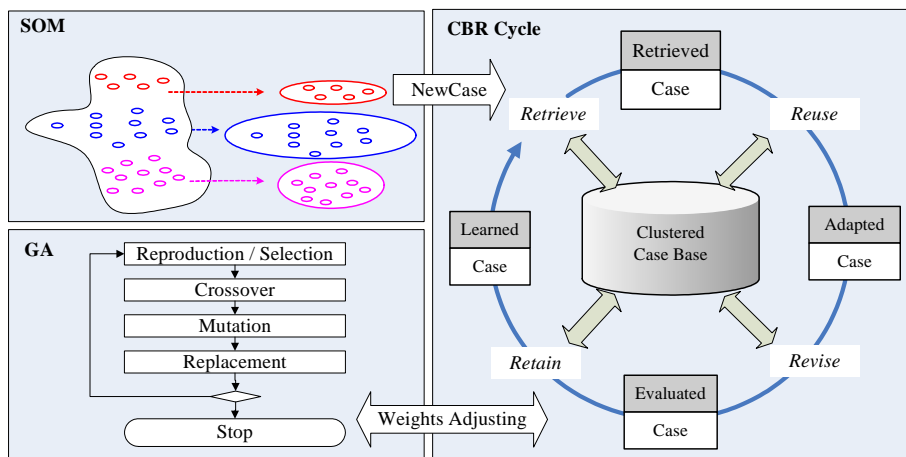 SOM
GA
Reproduction / Selection
Crossover
Mutation
Replacement
Stop
NewCase
Weights Adjusting
CBR Cycle
Retrieved
Case
Retrieve
Reuse
Learned
Case
Clustered
Case Base
Adapted
Case
Retain
Revise
Evaluated
Case